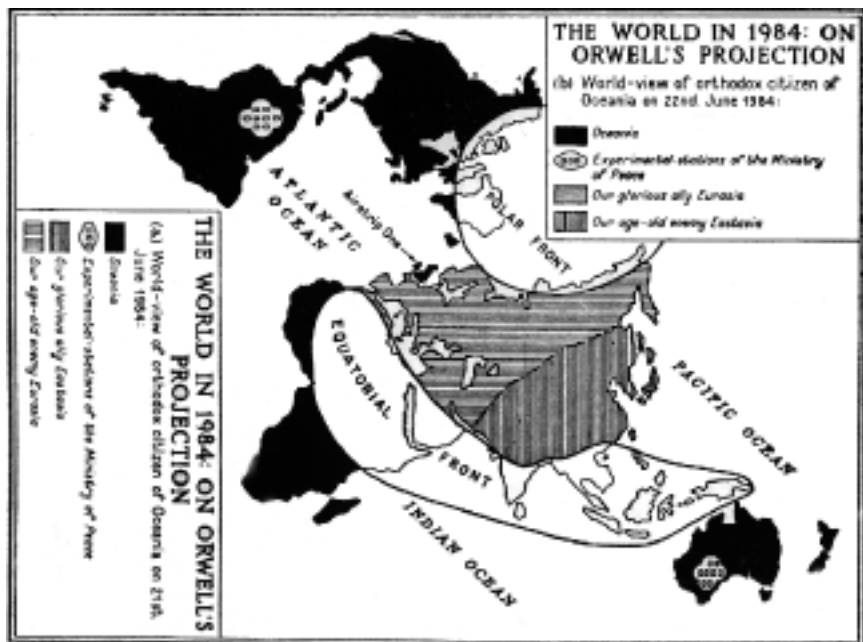 THE WORLD IN 1984: ON
ORWELL'S PROJECTION
(b) World-view of orthodox citizen of
Oceania on 22nd. June 1984:
Oceania
Experimental-stations of the Ministry
of Peace
Our glorious ally Eurasia
Our age-old enemy Eastasia
ATLANTIC
OCEAN
Airstrip One
POLAR FRONT
EQUATORIAL
FRONT
PACIFIC OCEAN
INDIAN OCEAN
THE WORLD IN 1984: ON ORWELL'S
PROJECTION
(a) World-view of orthodox citizen of Oceania on 21st.
June 1984:
Oceania
Experimental-stations of the Ministry of Peace
Our glorious ally Eastasia
Our age-old enemy Eurasia